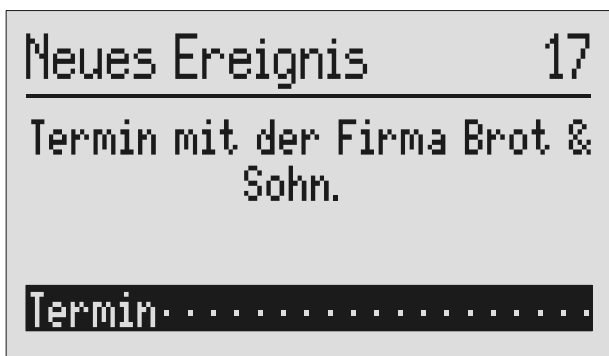 Neues Ereignis 17
Termin mit der Firma Brot &
Sohn.
Termin...................